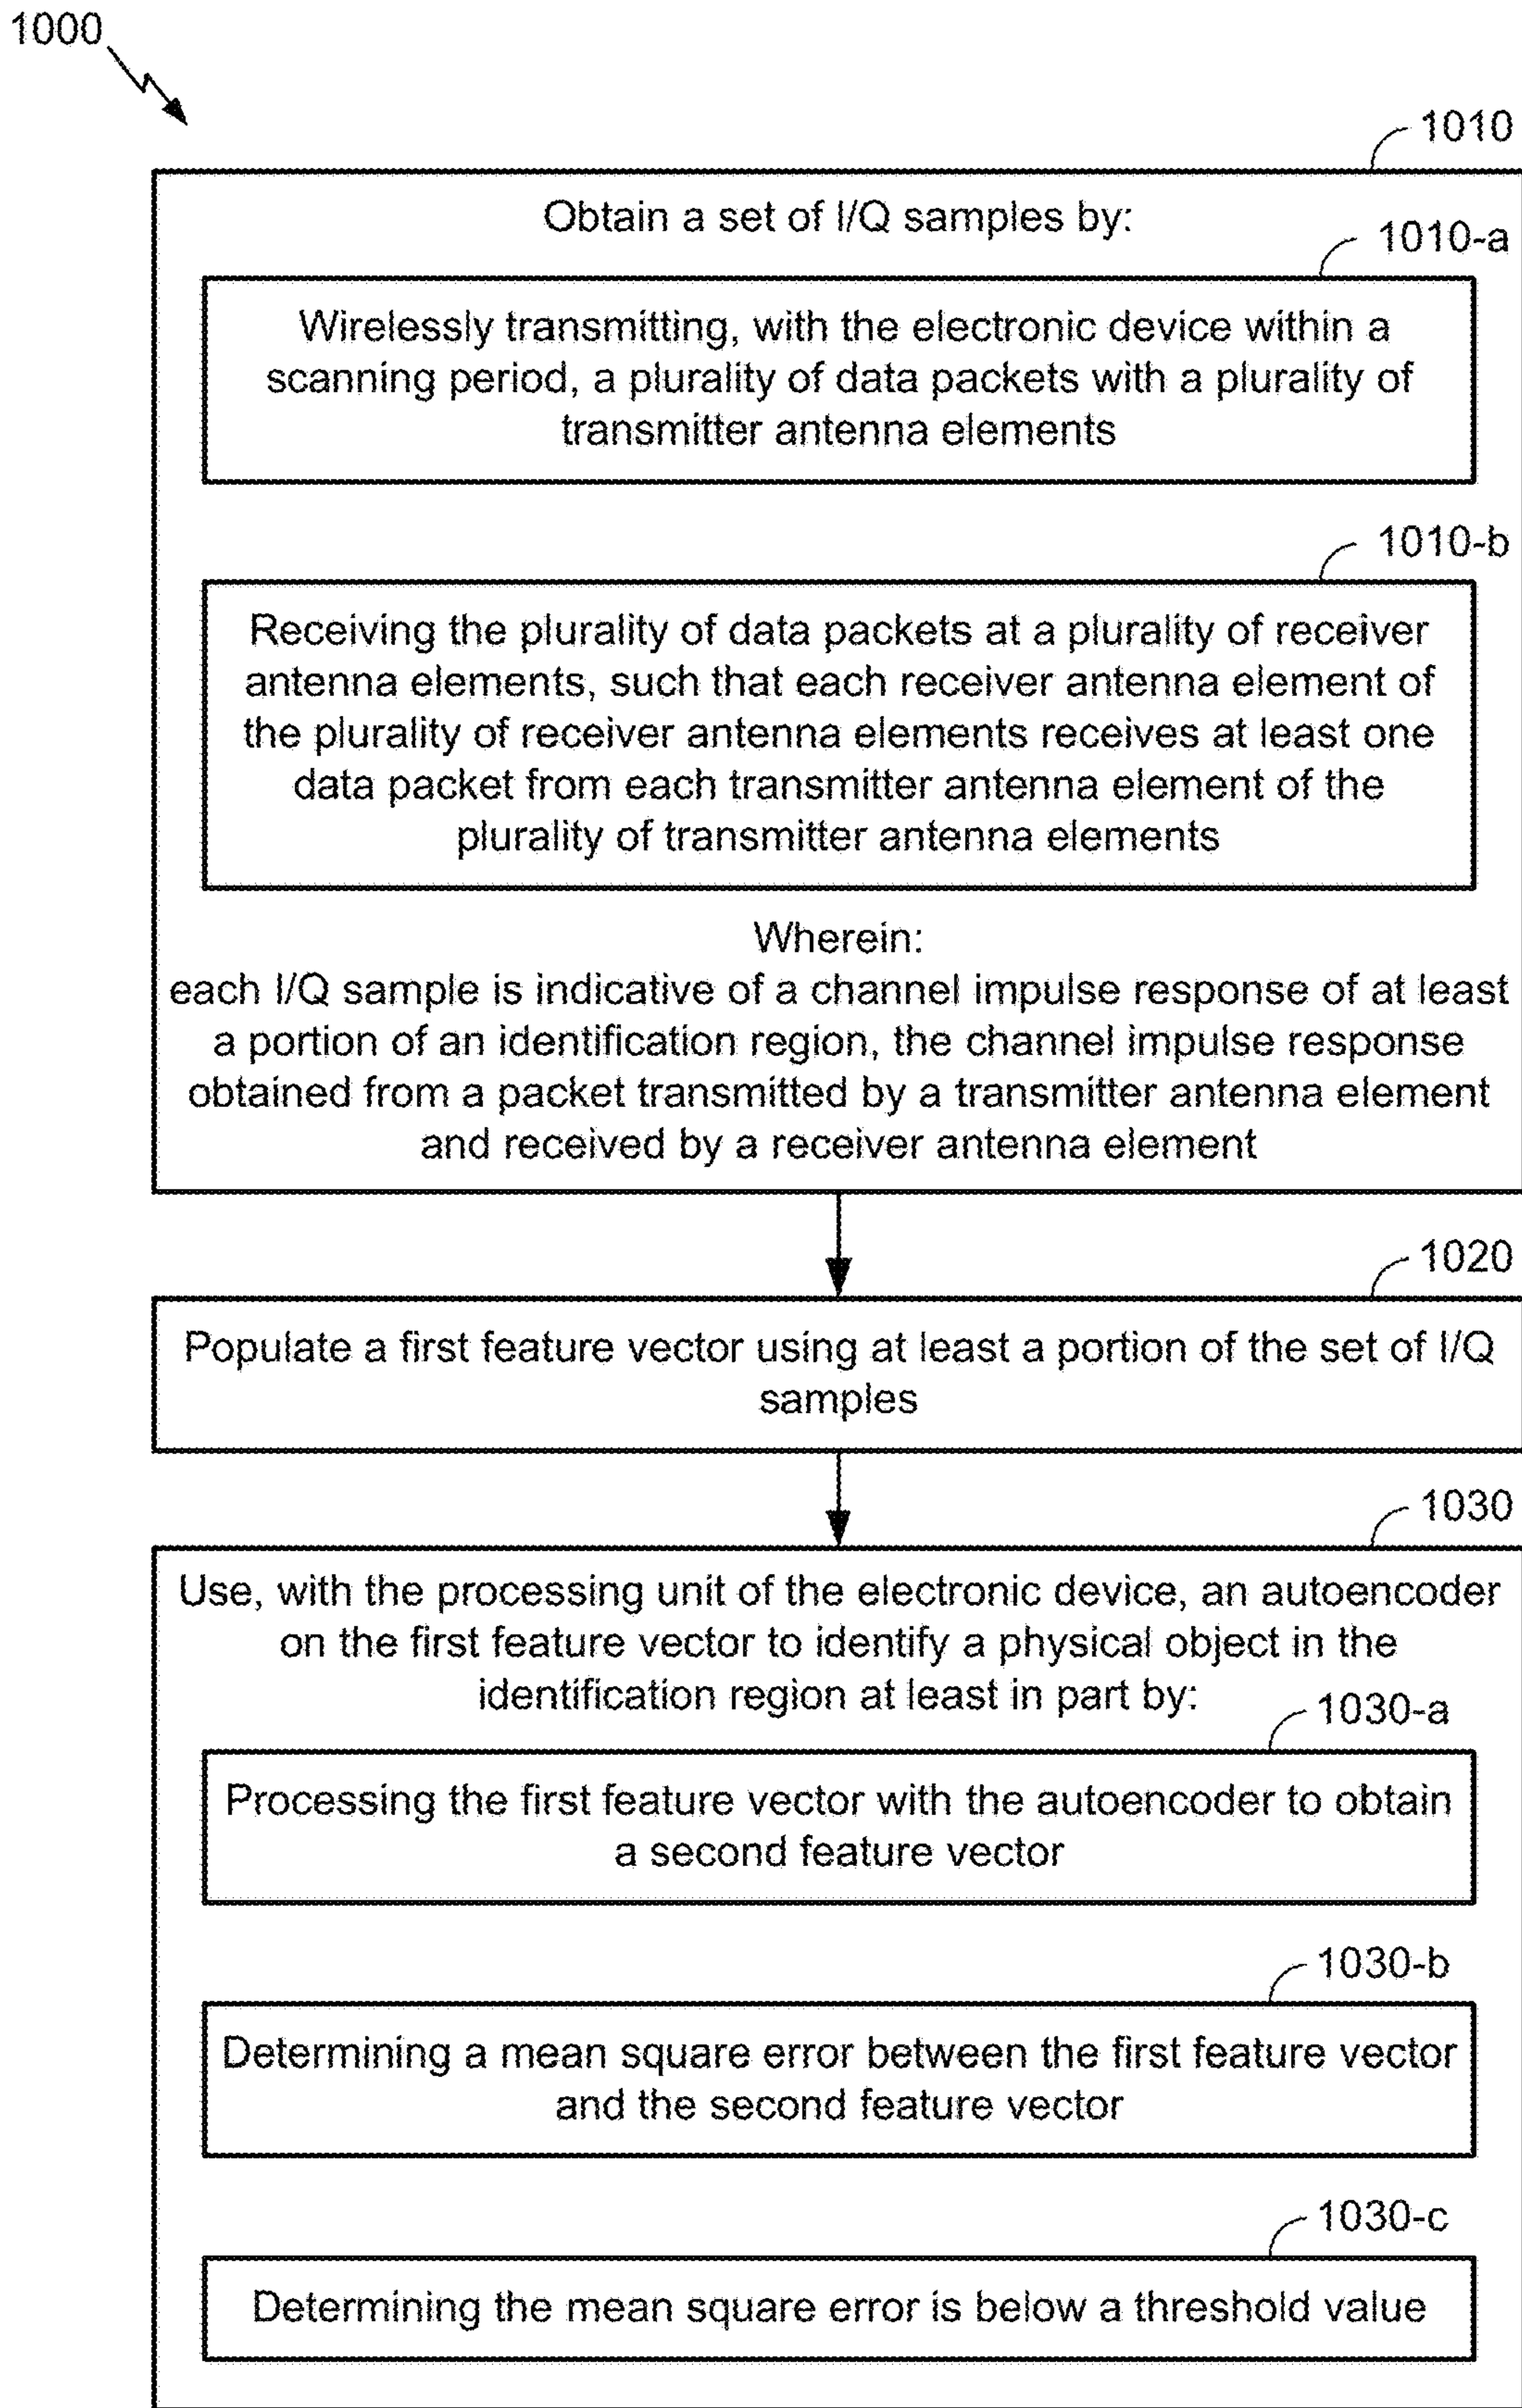 1000
1010
Obtain a set of I/Q samples by:
1010-a
Wirelessly transmitting, with the electronic device within a
scanning period, a plurality of data packets with a plurality of
transmitter antenna elements
1010-b
Receiving the plurality of data packets at a plurality of receiver
antenna elements, such that each receiver antenna element of
the plurality of receiver antenna elements receives at least one
data packet from each transmitter antenna element of the
plurality of transmitter antenna elements
Wherein:
each I/Q sample is indicative of a channel impulse response of at least
a portion of an identification region, the channel impulse response
obtained from a packet transmitted by a transmitter antenna element
and received by a receiver antenna element
1020
Populate a first feature vector using at least a portion of the set of I/Q
samples
1030
Use, with the processing unit of the electronic device, an autoencoder
on the first feature vector to identify a physical object in the
identification region at least in part by:
1030-a
Processing the first feature vector with the autoencoder to obtain
a second feature vector
1030-b
Determining a mean square error between the first feature vector
and the second feature vector
1030-c
Determining the mean square error is below a threshold value